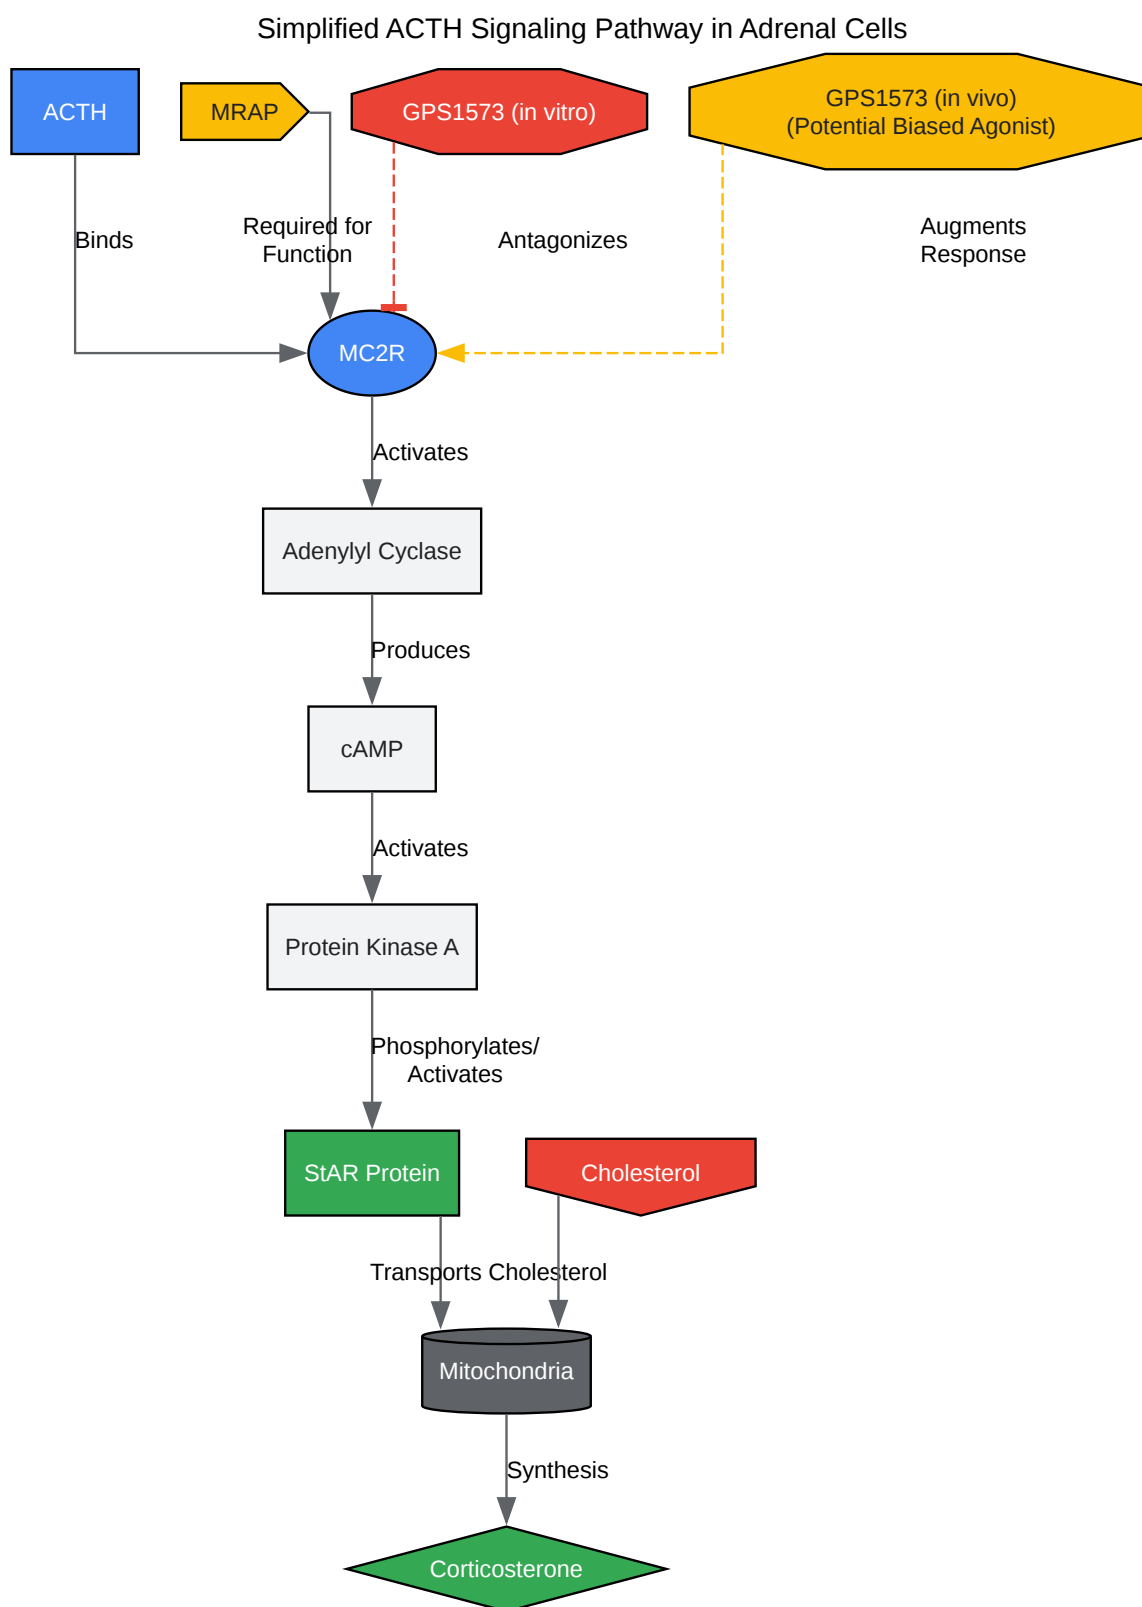 Simplified ACTH Signaling Pathway in Adrenal Cells
ACTH
MRAP
GPS1573 (in vitro)
GPS1573 (in vivo)
(Potential Biased Agonist)
Binds
Required for
Function
Antagonizes
Augments
Response
MC2R
Activates
Adenylyl Cyclase
Produces
cAMP
Activates
Protein Kinase A
Phosphorylates/
Activates
StAR Protein
Cholesterol
Transports Cholesterol
Mitochondria
Synthesis
Corticosterone